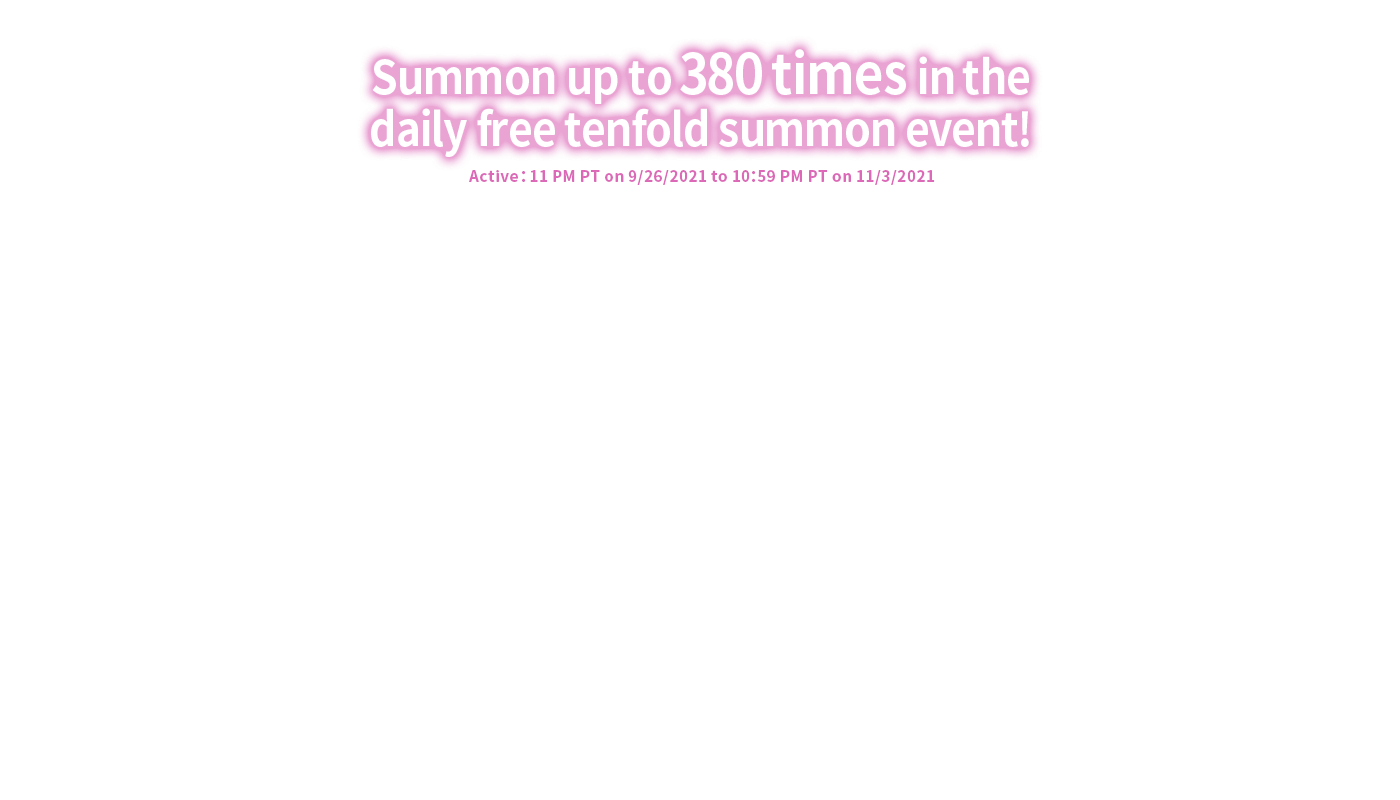 Summon up to 380 times in the
daily free tenfold summon event!
Active: 11 PM PT on 9/26/2021 to 10:59 PM PT on 11/3/2021